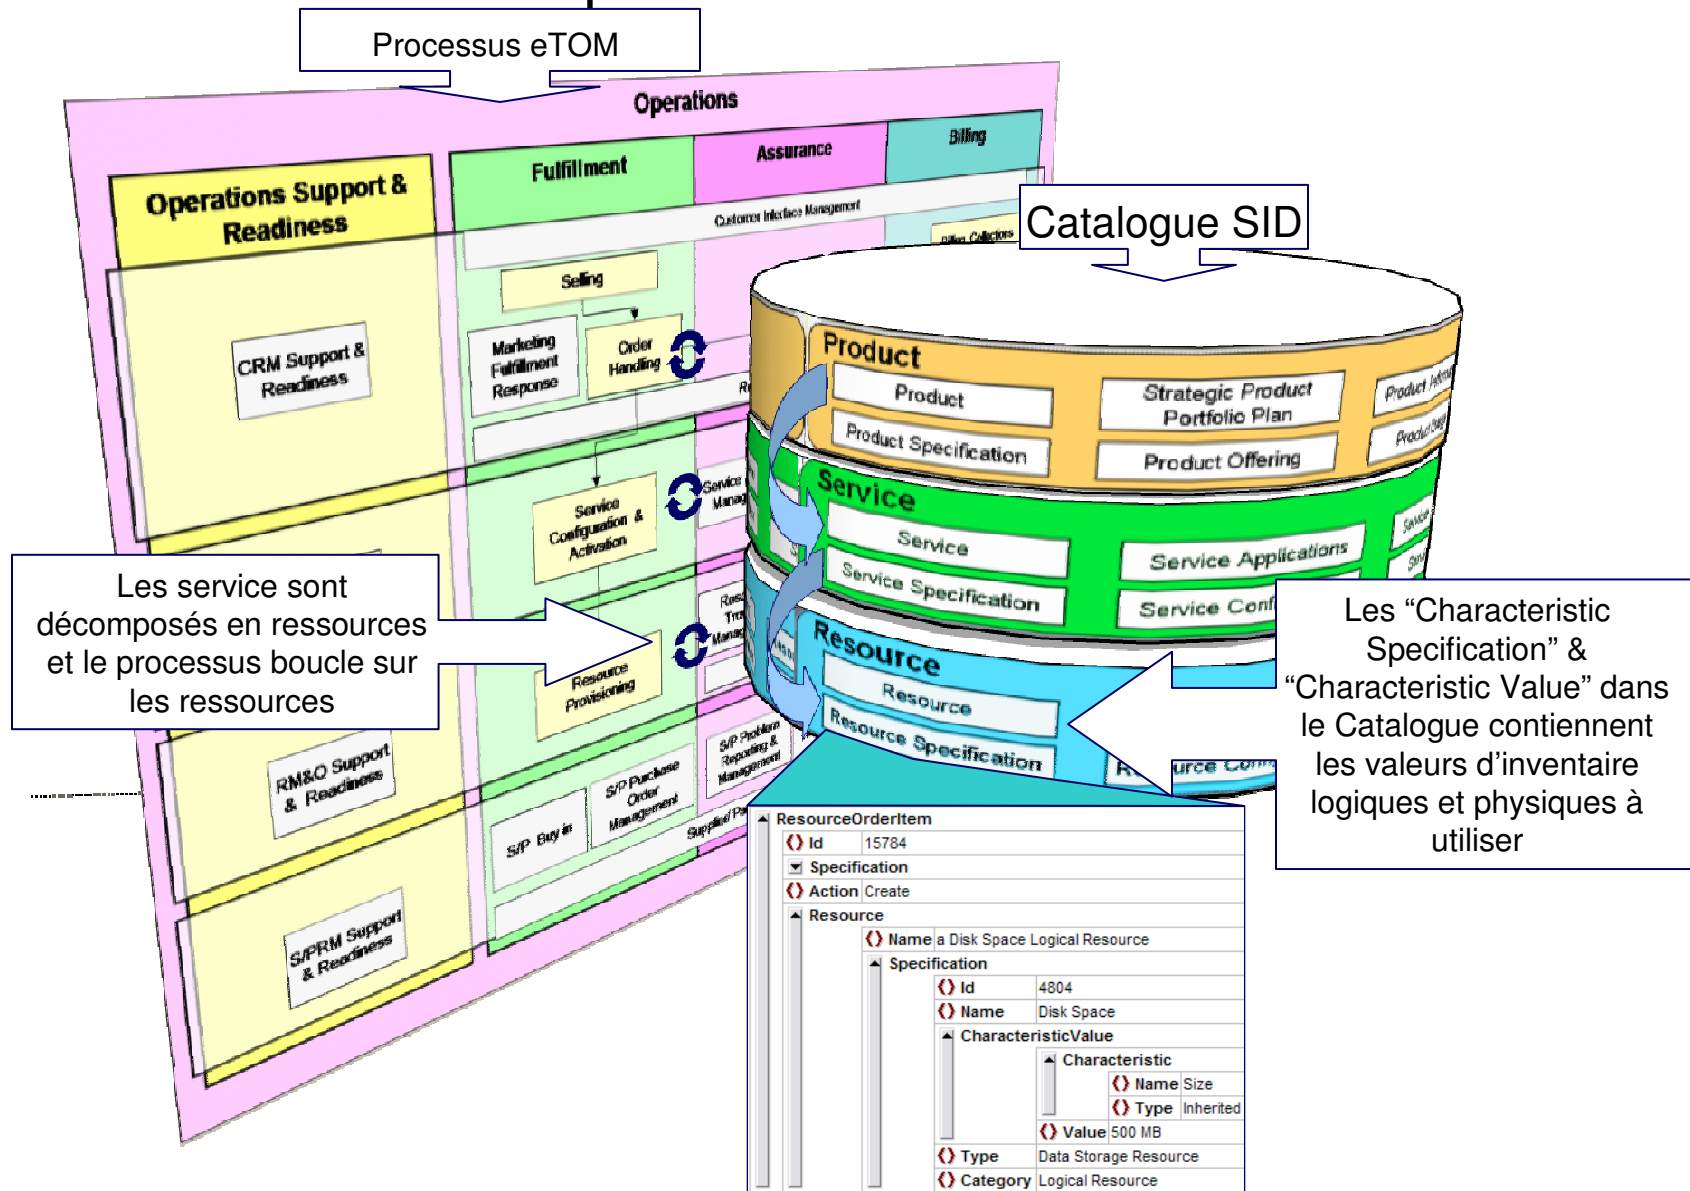 Processus eTOM
Operations
Operations Support &
Readiness
Fulfillment
Assurance
Billing
Customer Interface Management
Catalogue SID
Selling
Marketing
Fulfillment
Response
Order
Handling
CRM Support &
Readiness
Service
Configuration &
Activation
Resource
Provisioning
RM&O Support
& Readiness
S/P Buy in
S/P Purchase
Order
Management
S/P Problem
Reporting &
Management
S/PRM Support
& Readiness
Product
Product
Strategic Product
Portfolio Plan
Product Specification
Product Offering
Service
Service
Service Applications
Service Specification
Resource
Resource
Resource Specification
Les service sont
décomposés en ressources
et le processus boucle sur
les ressources
Les “Characteristic
Specification” &
“Characteristic Value” dans
le Catalogue contiennent
les valeurs d’inventaire
logiques et physiques à
utiliser
ResourceOrderItem
Id 15784
Specification
Action Create
Resource
Name a Disk Space Logical Resource
Specification
Id 4804
Name Disk Space
CharacteristicValue
Characteristic
Name Size
Type Inherited
Value 500 MB
Type Data Storage Resource
Category Logical Resource